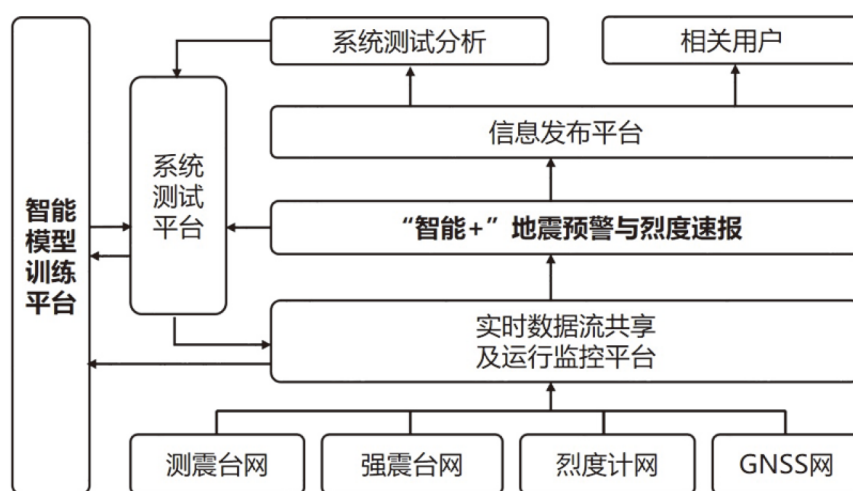 系统测试分析
相关用户
信息发布平台
系统
测试
平台
智能
模型
训练
平台
“智能+”地震预警与烈度速报
实时数据流共享
及运行监控平台
测震台网
强震台网
烈度计网
GNSS网